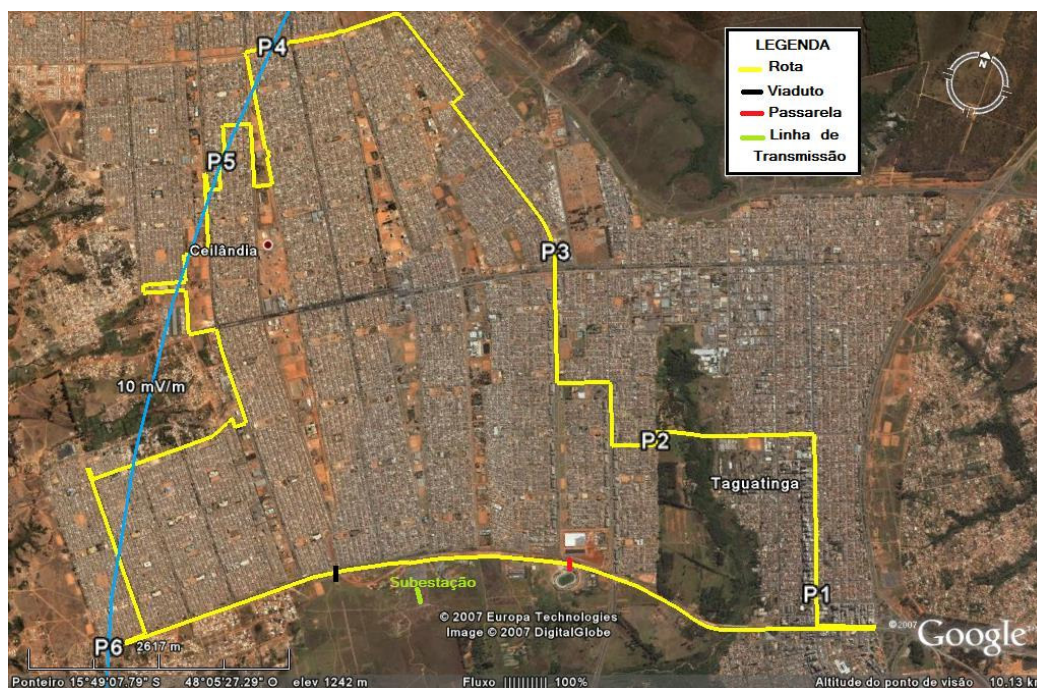 P4
LEGENDA
Rota
Viaduto
Passarela
Linha de
Transmissão
N
P5
Ceilândia
P3
10 mV/m
P2
Taguatinga
Subestação
P1
© 2007 Europa Technologies
Image © 2007 DigitalGlobe
©2007
Google™
P6
2617 m
Ponteiro 15°49'07.79" S 48°05'27.29" O elev 1242 m Fluxo |||||||||| 100% Altitude do ponto de visão 10.13 km